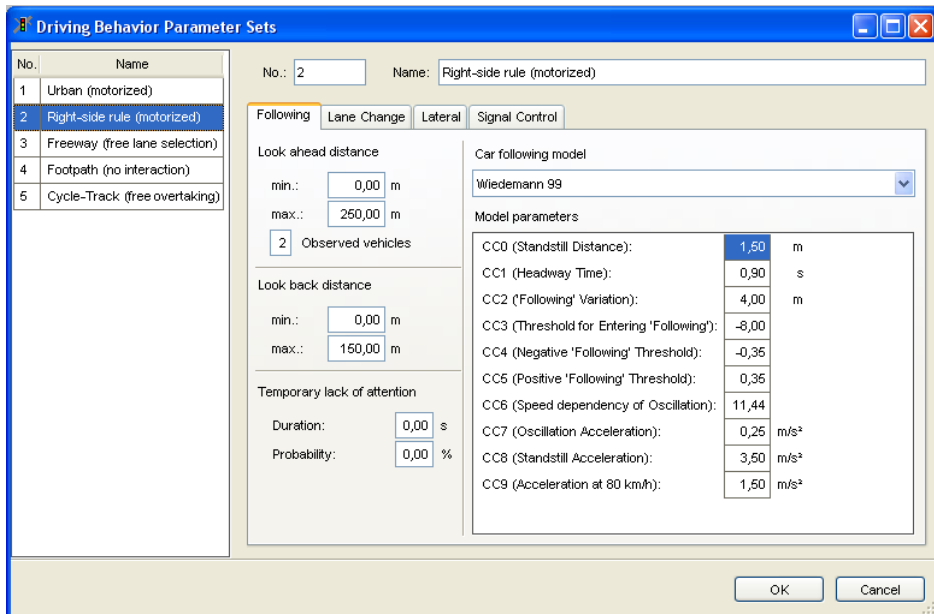 Driving Behavior Parameter Sets
No. Name
1 Urban (motorized)
2 Right-side rule (motorized)
3 Freeway (free lane selection)
4 Footpath (no interaction)
5 Cycle-Track (free overtaking)
No.: 2 Name: Right-side rule (motorized)
Following Lane Change Lateral Signal Control
Look ahead distance
min.: 0,00 m
max.: 250,00 m
2 Observed vehicles
Look back distance
min.: 0,00 m
max.: 150,00 m
Temporary lack of attention
Duration: 0,00 s
Probability: 0,00 %
Car following model
Wiedemann 99
Model parameters
CC0 (Standstill Distance): 1,50 m
CC1 (Headway Time): 0,90 s
CC2 ('Following' Variation): 4,00 m
CC3 (Threshold for Entering 'Following'): -8,00
CC4 (Negative 'Following' Threshold): -0,35
CC5 (Positive 'Following' Threshold): 0,35
CC6 (Speed dependency of Oscillation): 11,44
CC7 (Oscillation Acceleration): 0,25 m/s²
CC8 (Standstill Acceleration): 3,50 m/s²
CC9 (Acceleration at 80 km/h): 1,50 m/s²
OK Cancel